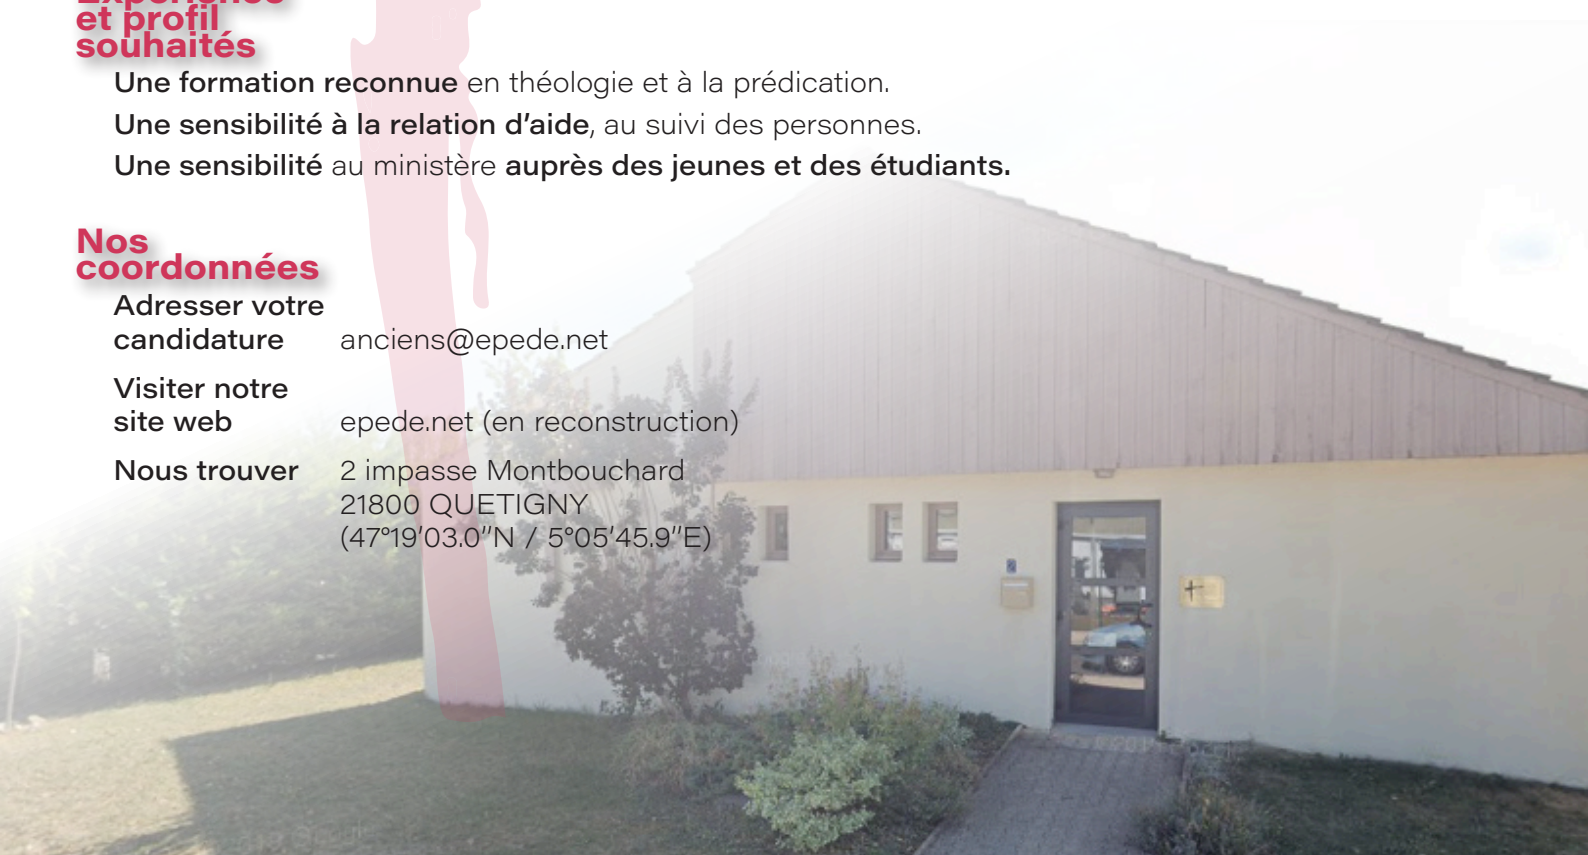 Expérience
et profil
souhaités
Une formation reconnue en théologie et à la prédication.
Une sensibilité à la relation d’aide, au suivi des personnes.
Une sensibilité au ministère auprès des jeunes et des étudiants.
Nos
coordonnées
Adresser votre
candidature anciens@epede.net
Visiter notre
site web epede.net (en reconstruction)
Nous trouver 2 impasse Montbouchard
21800 QUETIGNY
(47°19’03.0’’N / 5°05’45.9’’E)